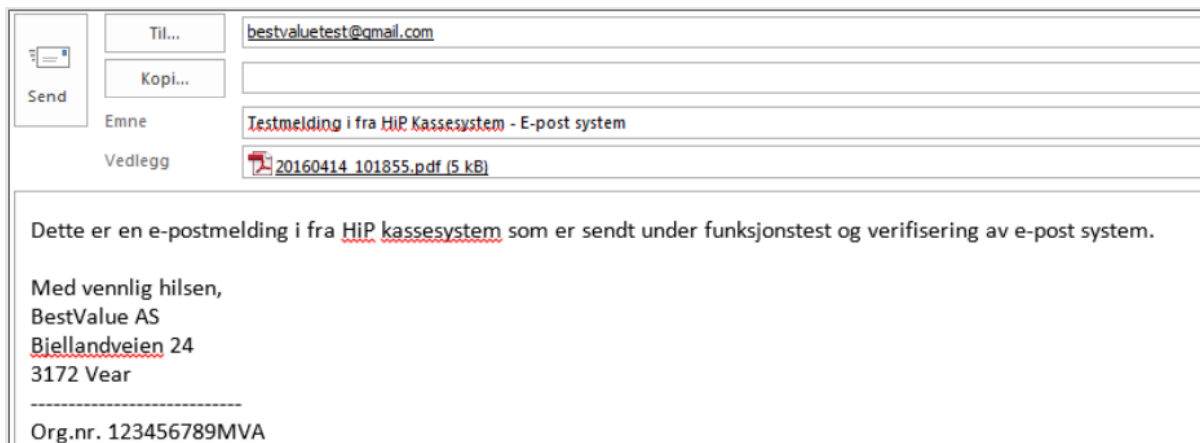 Til... bestvaluetest@gmail.com
Kopi...
Send
Emne Testmelding i fra HiP Kassesystem - E-post system
Vedlegg 20160414_101855.pdf (5 kB)
Dette er en e-postmelding i fra HiP kassesystem som er sendt under funksjonstest og verifisering av e-post system.
Med vennlig hilsen,
BestValue AS
Bjellandveien 24
3172 Vear
----------------------------
Org.nr. 123456789MVA